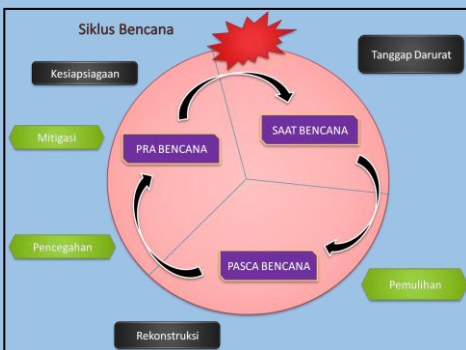 Siklus Bencana
Tanggap Darurat
Kesiapsiagaan
SAAT BENCANA
Mitigasi
PRA BENCANA
Pencegahan
PASCA BENCANA
Pemulihan
Rekonstruksi